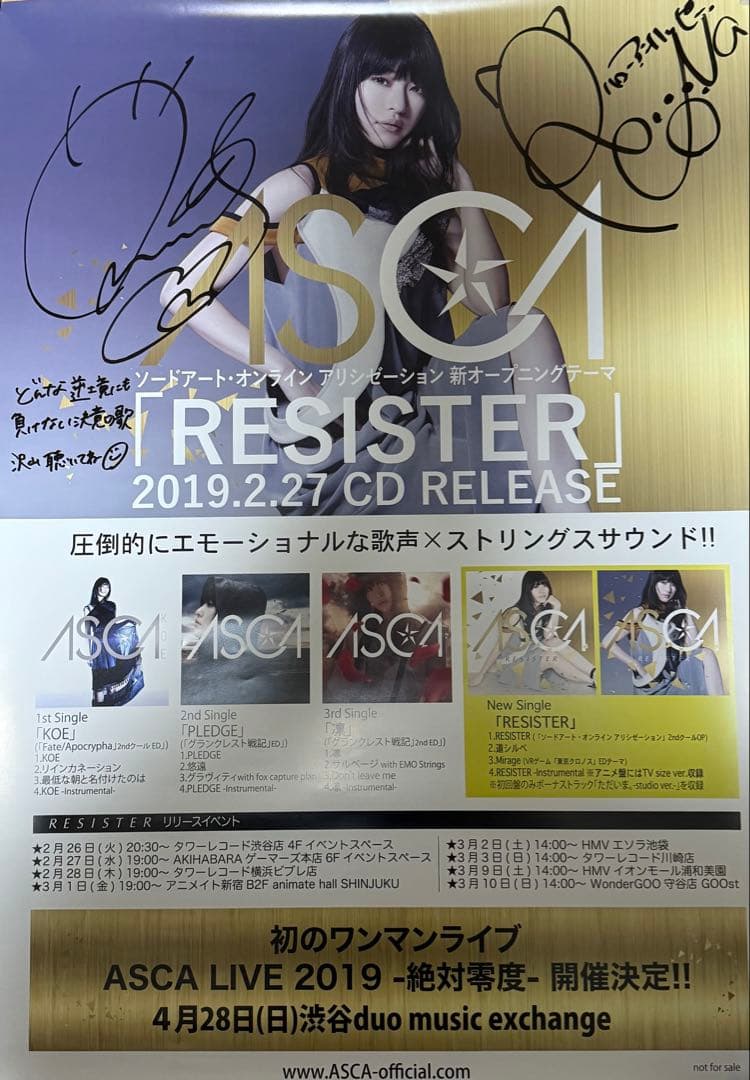 ASCA
ソードアート・オンライン アリシゼーション 新オープニングテーマ
「RESISTER」
2019.2.27 CD RELEASE
どんな逆境にも
負けない決意の歌
沢山聴いてね
圧倒的にエモーショナルな歌声×ストリングスサウンド!!
ASCA KOE
1st Single
「KOE」
(「Fate/Apocrypha」2ndクールED」)
1.KOE
2.リインカネーション
3.最低な朝と名付けたのは
4.KOE -Instrumental-
ASCA
2nd Single
「PLEDGE」
(「グランクレスト戦記」ED」)
1.PLEDGE
2.悠遠
3.グラヴィティ with fox capture plan
4.PLEDGE -Instrumental-
ASCA
3rd Single
「凛」
(「グランクレスト戦記」2nd ED」)
1.凛
2.サルベージ with EMO Strings
3.Don't leave me
4.凛 -Instrumental-
ASCA RESISTER
ASCA RESISTER
New Single
「RESISTER」
1.RESISTER (「ソードアート・オンライン アリシゼーション」2ndクールOP)
2.道シルベ
3.Mirage (VRゲーム「東京クロノス」EDテーマ)
4.RESISTER -Instrumental ※アニメ盤にはTV size ver.収録
※初回盤のみボーナストラック「ただいま。-studio ver.-」を収録
RESISTER リリースイベント
★2月26日(火) 20:30〜 タワーレコード渋谷店 4F イベントスペース
★2月27日(水) 19:00〜 AKIHABARA ゲーマーズ本店 6F イベントスペース
★2月28日(木) 19:00〜 タワーレコード横浜ビブレ店
★3月1日(金) 19:00〜 アニメイト新宿 B2F animate hall SHINJUKU
★3月2日(土) 14:00〜 HMV エソラ池袋
★3月3日(日) 14:00〜 タワーレコード川崎店
★3月9日(土) 14:00〜 HMV イオンモール浦和美園
★3月10日(日) 14:00〜 WonderGOO 守谷店 GOOst
初のワンマンライブ
ASCA LIVE 2019 -絶対零度- 開催決定!!
4月28日(日)渋谷duo music exchange
www.ASCA-official.com
not for sale